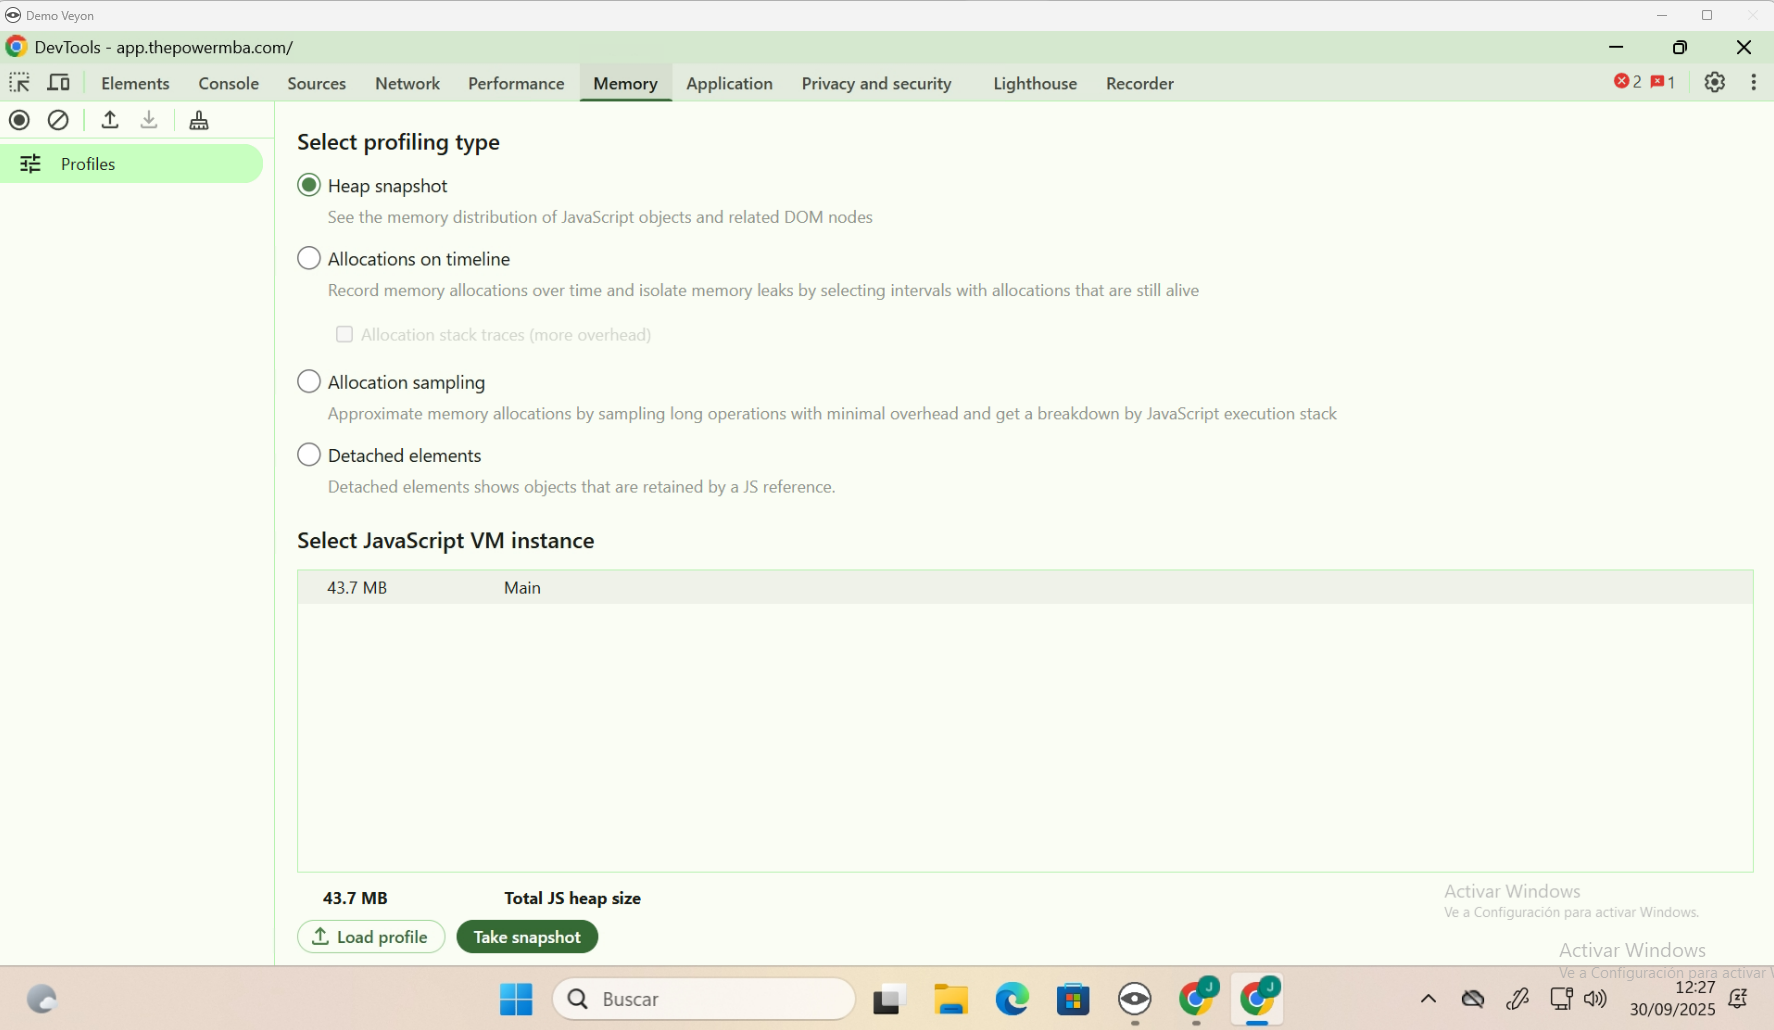 Demo Veyon
DevTools - app.thepowermba.com/
Elements Console Sources Network Performance Memory Application Privacy and security Lighthouse Recorder 2 1
Profiles
Select profiling type
Heap snapshot
See the memory distribution of JavaScript objects and related DOM nodes
Allocations on timeline
Record memory allocations over time and isolate memory leaks by selecting intervals with allocations that are still alive
Allocation stack traces (more overhead)
Allocation sampling
Approximate memory allocations by sampling long operations with minimal overhead and get a breakdown by JavaScript execution stack
Detached elements
Detached elements shows objects that are retained by a JS reference.
Select JavaScript VM instance
43.7 MB Main
43.7 MB Total JS heap size
Load profile Take snapshot
Activar Windows
Ve a Configuración para activar Windows.
Activar Windows
Ve a Configuración para activar
Buscar
J
J
12:27
30/09/2025